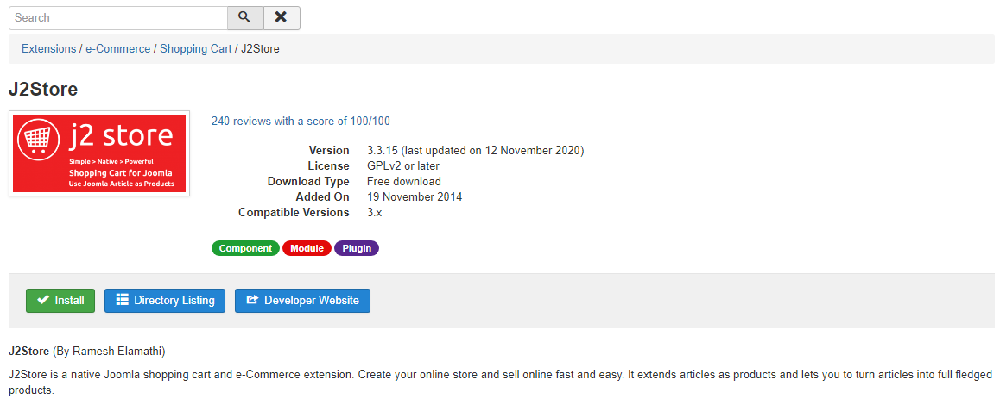 Search
Extensions / e-Commerce / Shopping Cart / J2Store
J2Store
j2 store
Simple > Native > Powerful
Shopping Cart for Joomla
Use Joomla Article as Products
240 reviews with a score of 100/100
Version 3.3.15 (last updated on 12 November 2020)
License GPLv2 or later
Download Type Free download
Added On 19 November 2014
Compatible Versions 3.x
Component Module Plugin
Install Directory Listing Developer Website
J2Store (By Ramesh Elamathi)
J2Store is a native Joomla shopping cart and e-Commerce extension. Create your online store and sell online fast and easy. It extends articles as products and lets you to turn articles into full fledged
products.